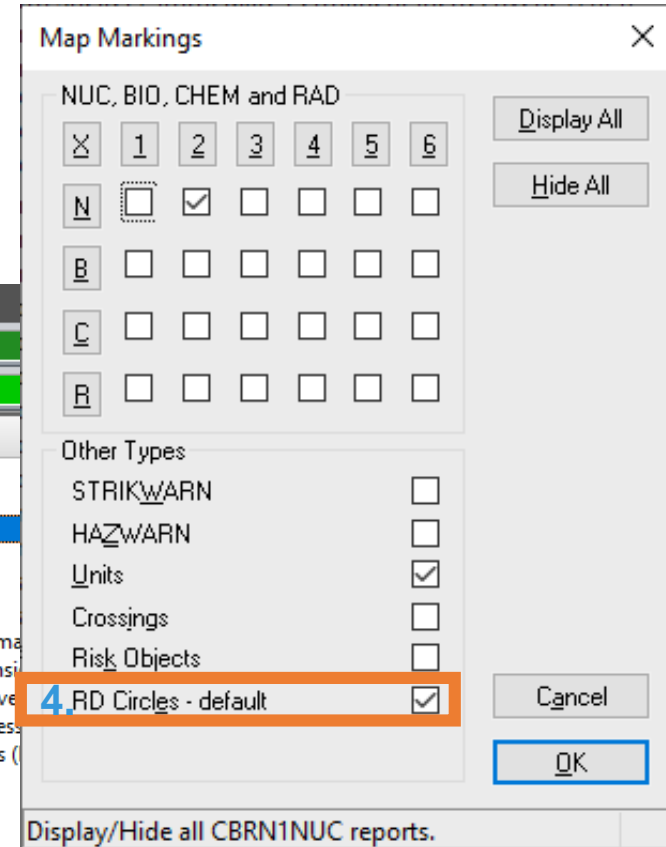 Map Markings
NUC, BIO, CHEM and RAD
Display All
X 1 2 3 4 5 6
Hide All
N
B
C
R
Other Types
STRIKWARN
HAZWARN
Units
Crossings
Risk Objects
4. RD Circles - default
Cancel
OK
Display/Hide all CBRN1NUC reports.